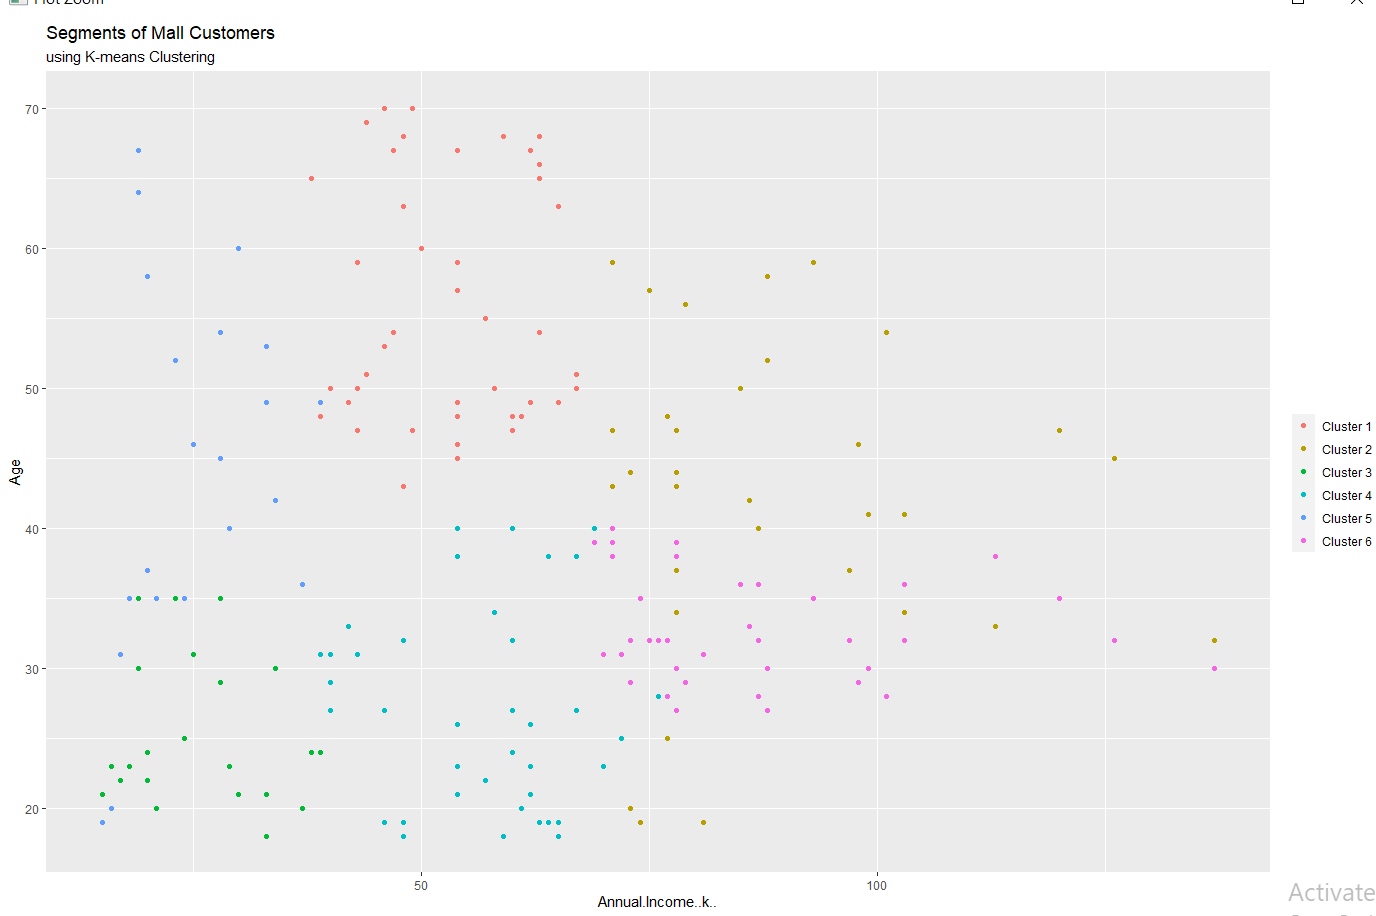 Segments of Mall Customers
using K-means Clustering
70
60
50
40
30
20
Age
50
100
Annual.Income..k..
Cluster 1
Cluster 2
Cluster 3
Cluster 4
Cluster 5
Cluster 6
Activate